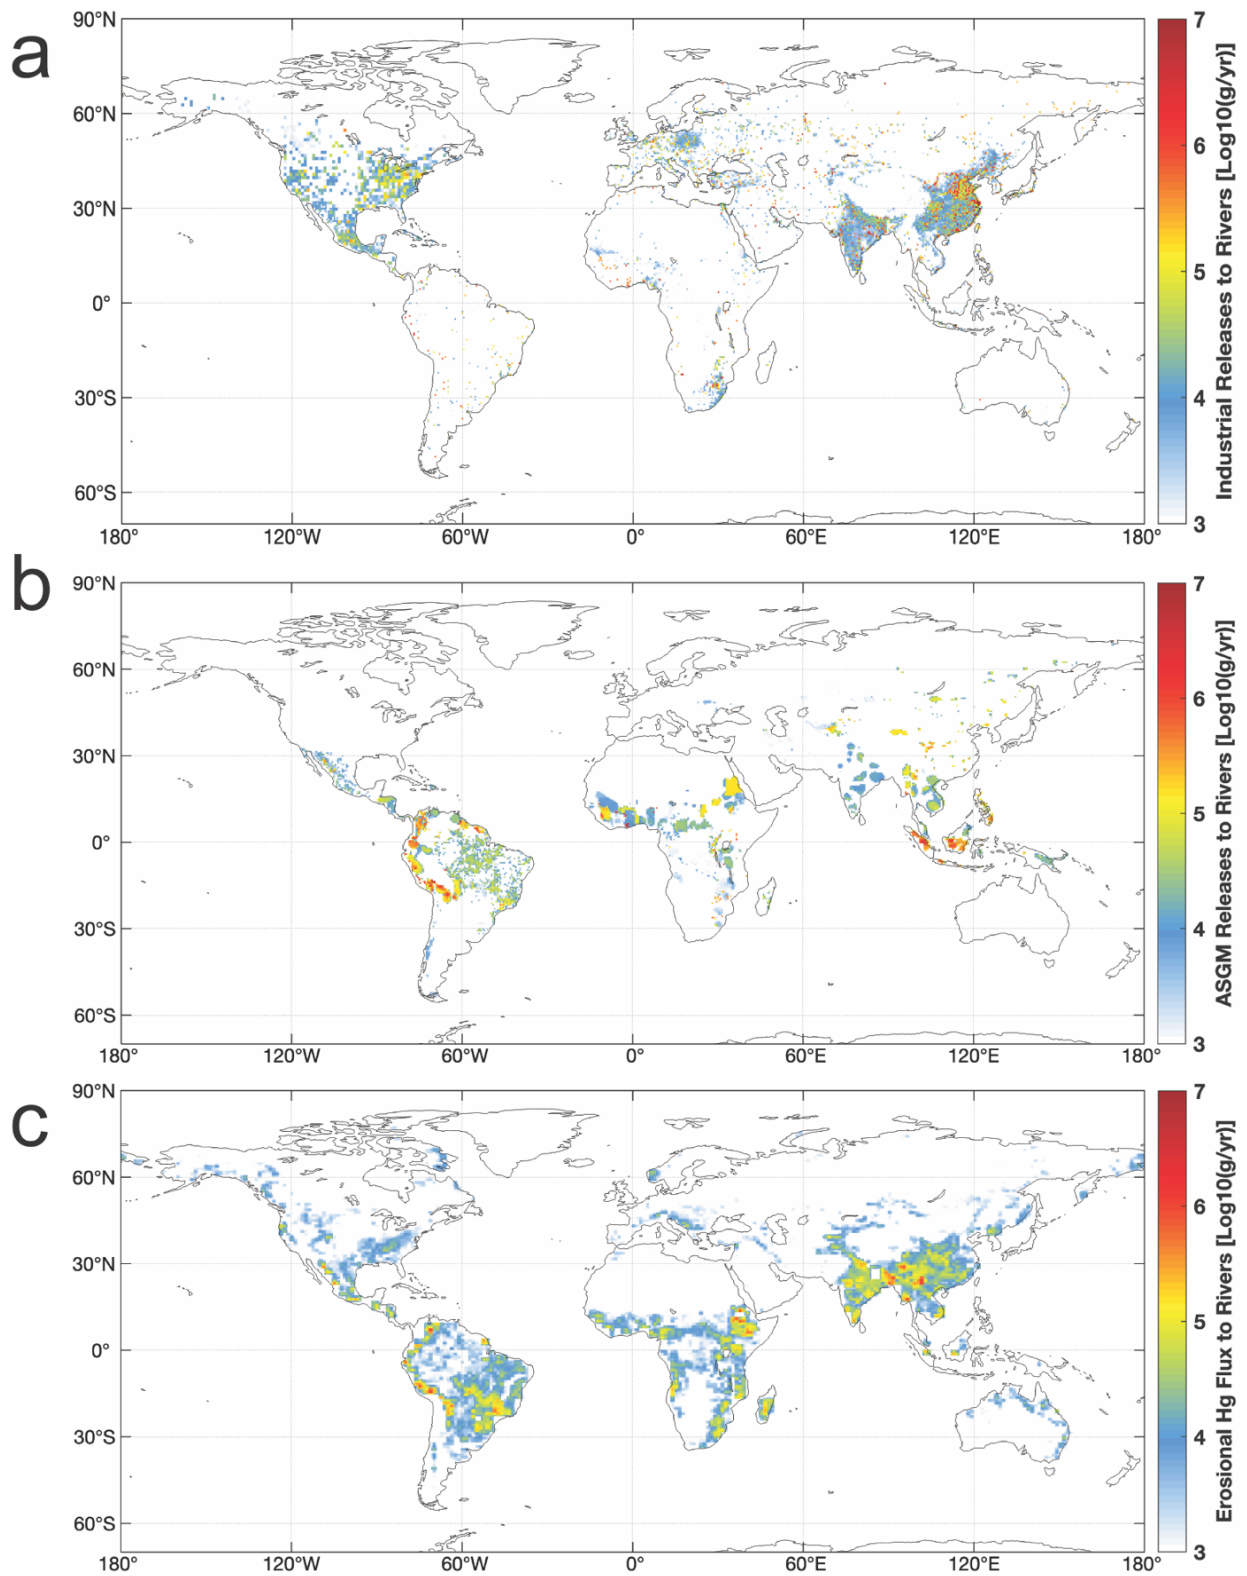 a
90°N
60°N
30°N
0°
30°S
60°S
180°
120°W
60°W
0°
60°E
120°E
180°
7
6
5
4
3
Industrial Releases to Rivers [Log10(g/yr)]
b
90°N
60°N
30°N
0°
30°S
60°S
180°
120°W
60°W
0°
60°E
120°E
180°
7
6
5
4
3
ASGM Releases to Rivers [Log10(g/yr)]
c
90°N
60°N
30°N
0°
30°S
60°S
180°
120°W
60°W
0°
60°E
120°E
180°
7
6
5
4
3
Erosional Hg Flux to Rivers [Log10(g/yr)]